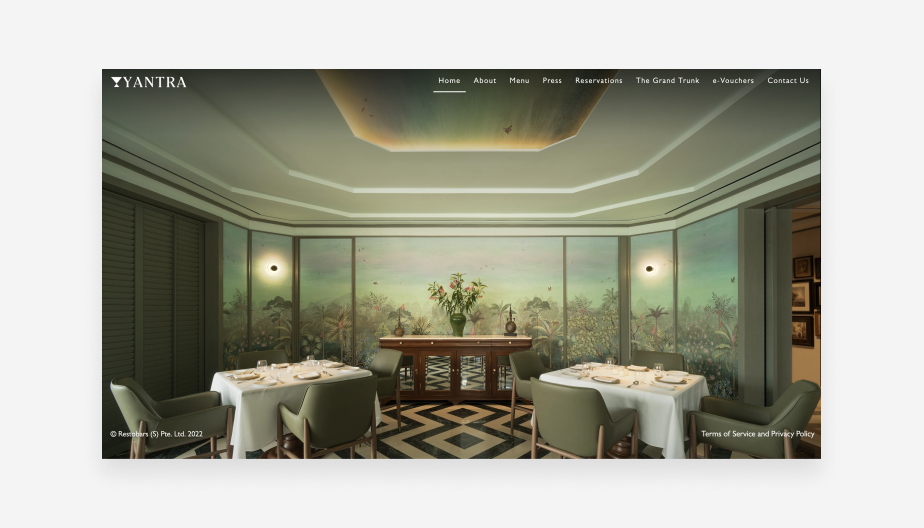 YANTRA
Home About Menu Press Reservations The Grand Trunk e-Vouchers Contact Us
© Restobars (S) Pte. Ltd. 2022
Terms of Service and Privacy Policy